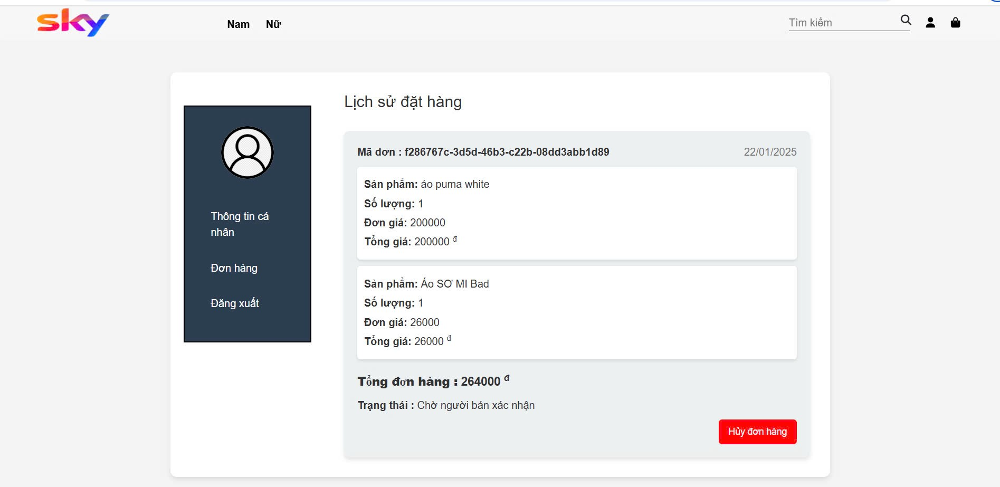 sky
Nam Nữ
Tìm kiếm
Lịch sử đặt hàng
Thông tin cá
nhân
Đơn hàng
Đăng xuất
Mã đơn : f286767c-3d5d-46b3-c22b-08dd3abb1d89 22/01/2025
Sản phẩm: áo puma white
Số lượng: 1
Đơn giá: 200000
Tổng giá: 200000 đ
Sản phẩm: Áo SƠ MI Bad
Số lượng: 1
Đơn giá: 26000
Tổng giá: 26000 đ
Tổng đơn hàng : 264000 đ
Trạng thái : Chờ người bán xác nhận
Hủy đơn hàng